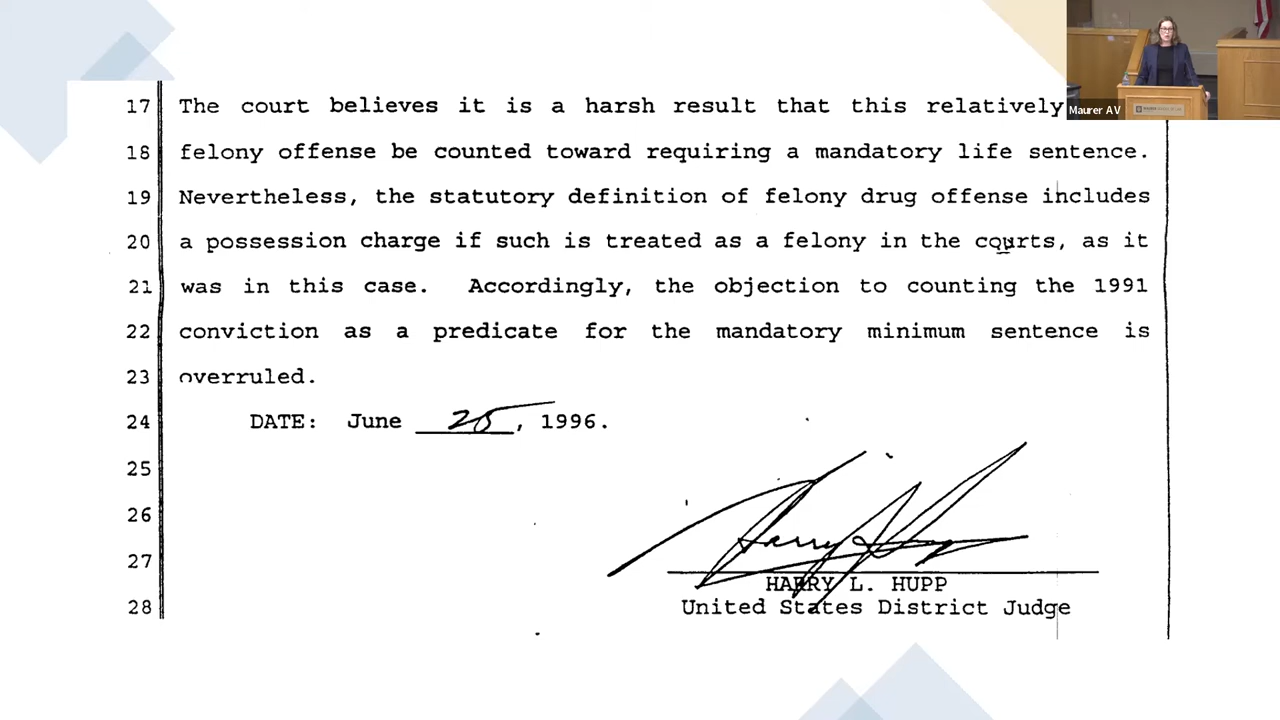 17 The court believes it is a harsh result that this relatively
18 felony offense be counted toward requiring a mandatory life sentence.
19 Nevertheless, the statutory definition of felony drug offense includes
20 a possession charge if such is treated as a felony in the courts, as it
21 was in this case. Accordingly, the objection to counting the 1991
22 conviction as a predicate for the mandatory minimum sentence is
23 overruled.
24 DATE: June 25, 1996.
25
26
27 HARRY L. HUPP
28 United States District Judge
Maurer AV